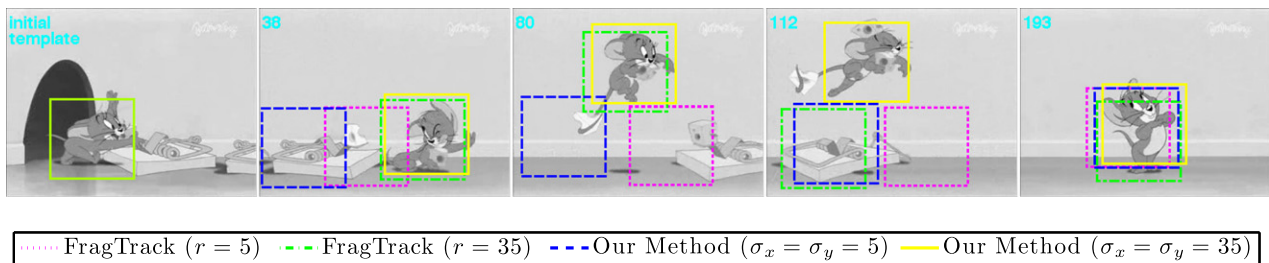 initial
template
38
80
112
193
FragTrack (r = 5) FragTrack (r = 35) Our Method (σx = σy = 5) Our Method (σx = σy = 35)